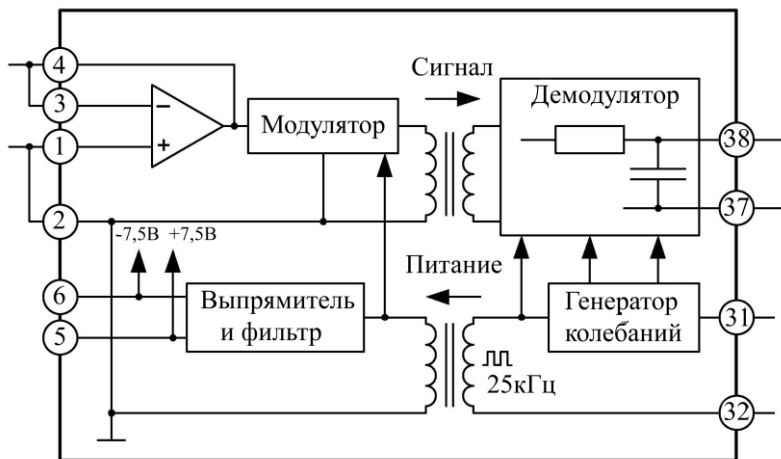 4
Сигнал
Демодулятор
3
Модулятор
38
1
2
37
-7,5В +7,5В
Питание
6
Выпрямитель
и фильтр
Генератор
колебаний
31
5
25кГц
32